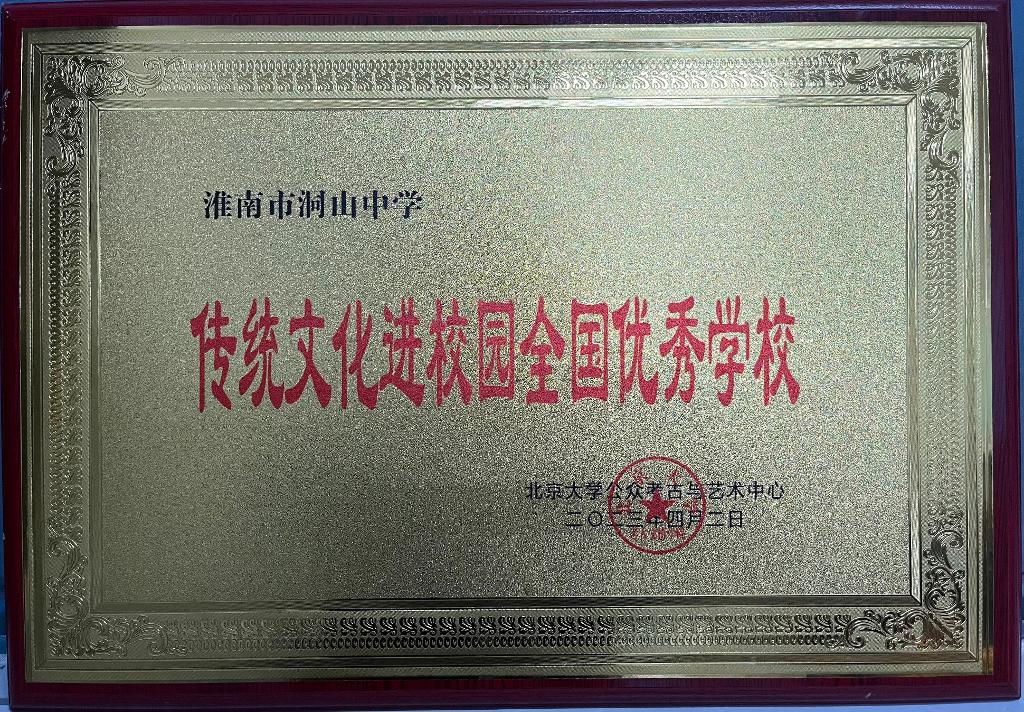 淮南市洞山中学
传统文化进校园全国优秀学校
北京大学公众考古与艺术中心
二〇二三年四月二日